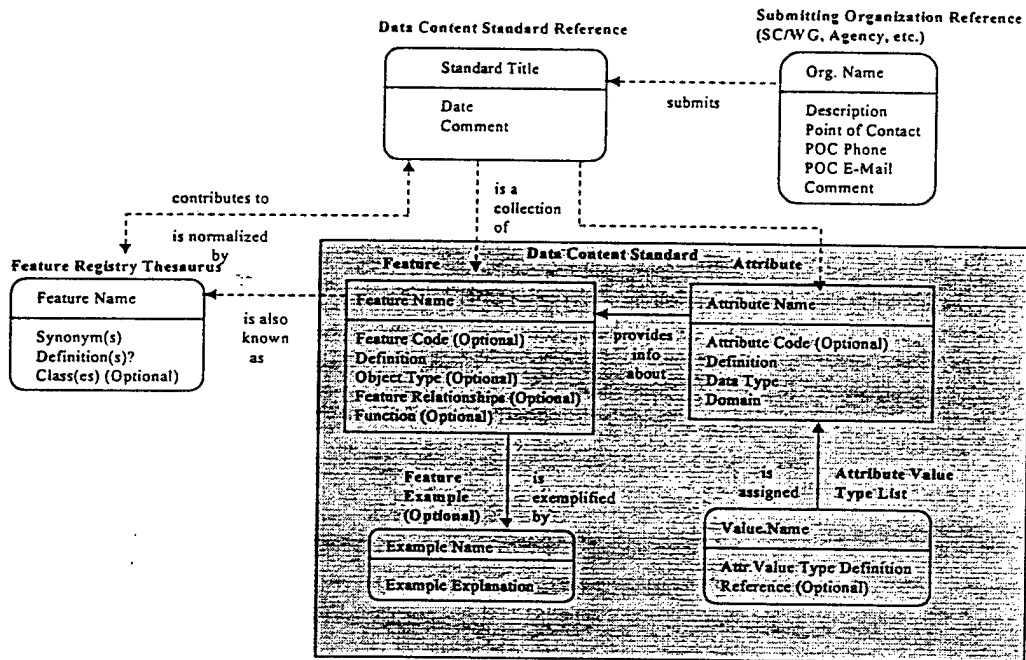 Data Content Standard Reference
Standard Title
Date
Comment
Submitting Organization Reference
(SC/WG, Agency, etc.)
Org. Name
Description
Point of Contact
POC Phone
POC E-Mail
Comment
submits
contributes to
is normalized
by
is a
collection
of
Feature Registry Thesaurus
Feature Name
Synonym(s)
Definition(s)?
Class(es) (Optional)
is also
known
as
Data Content Standard
Feature
Feature Name
Feature Code (Optional)
Definition
Object Type (Optional)
Feature Relationships (Optional)
Function (Optional)
provides
info
about
Attribute
Attribute Name
Attribute Code (Optional)
Definition
Data Type
Domain
Feature
Example
(Optional)
is
exemplified
by
Example Name
Example Explanation
is
assigned
Attribute Value
Type List
Value Name
Attr Value Type Definition
Reference (Optional)